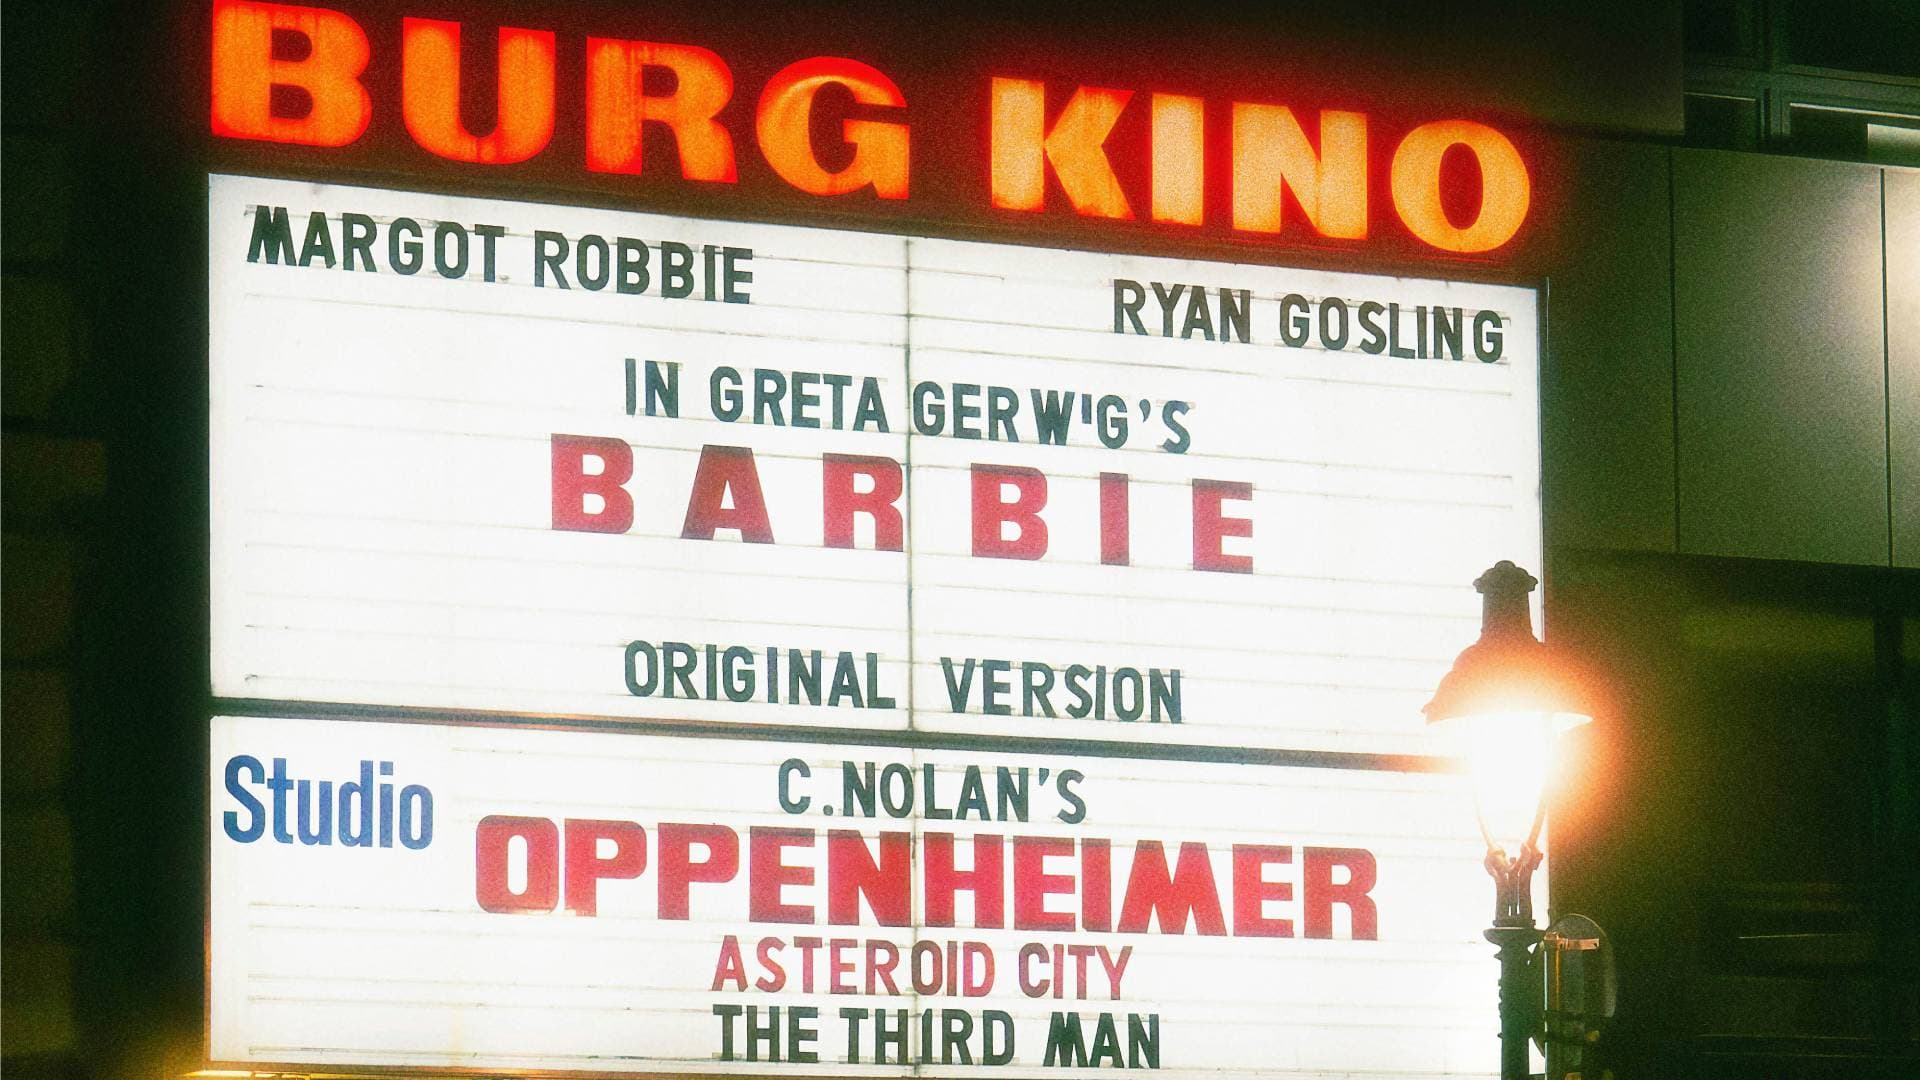 BURG KINO
MARGOT ROBBIE RYAN GOSLING
IN GRETA GERWIG'S
BARBIE
ORIGINAL VERSION
Studio
C.NOLAN'S
OPPENHEIMER
ASTEROID CITY
THE THIRD MAN